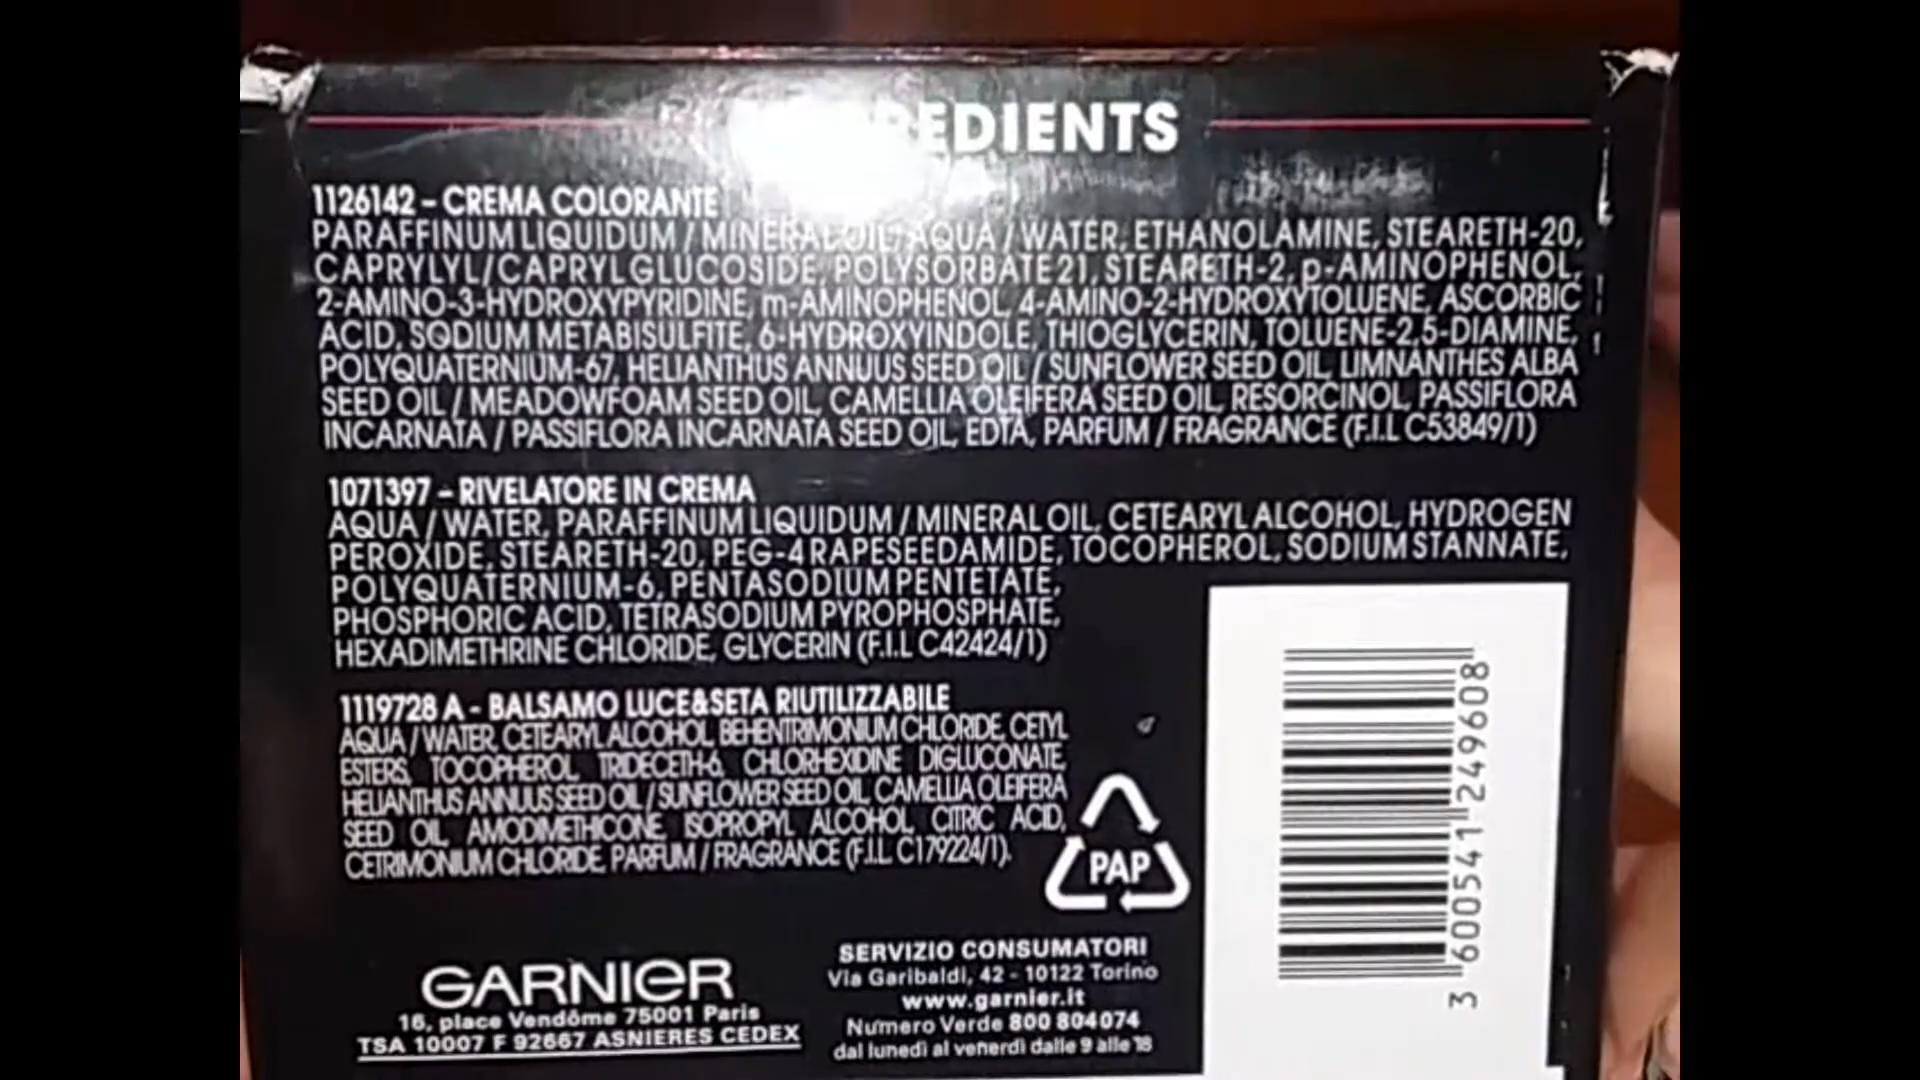 EDIENTS
1126142 – CREMA COLORANTE
PARAFFINUM LIQUIDUM / MINERAL OIL, AQUA / WATER, ETHANOLAMINE, STEARETH-20,
CAPRYLYL/CAPRYL GLUCOSIDE, POLYSORBATE 21, STEARETH-2, p-AMINOPHENOL,
2-AMINO-3-HYDROXYPYRIDINE, m-AMINOPHENOL, 4-AMINO-2-HYDROXYTOLUENE, ASCORBIC
ACID, SODIUM METABISULFITE, 6-HYDROXYINDOLE, THIOGLYCERIN, TOLUENE-2,5-DIAMINE,
POLYQUATERNIUM-67, HELIANTHUS ANNUUS SEED OIL / SUNFLOWER SEED OIL, LIMNANTHES ALBA
SEED OIL / MEADOWFOAM SEED OIL, CAMELLIA OLEIFERA SEED OIL, RESORCINOL, PASSIFLORA
INCARNATA / PASSIFLORA INCARNATA SEED OIL, EDTA, PARFUM / FRAGRANCE (F.I.L C53849/1)
1071397 – RIVELATORE IN CREMA
AQUA / WATER, PARAFFINUM LIQUIDUM / MINERAL OIL, CETEARYL ALCOHOL, HYDROGEN
PEROXIDE, STEARETH-20, PEG-4 RAPESEEDAMIDE, TOCOPHEROL, SODIUM STANNATE,
POLYQUATERNIUM-6, PENTASODIUM PENTETATE,
PHOSPHORIC ACID, TETRASODIUM PYROPHOSPHATE,
HEXADIMETHRINE CHLORIDE, GLYCERIN (F.I.L C42424/1)
1119728 A - BALSAMO LUCE&SETA RIUTILIZZABILE
AQUA / WATER, CETEARYL ALCOHOL, BEHENTRIMONIUM CHLORIDE, CETYL
ESTERS, TOCOPHEROL, TRIDECETH-6, CHLORHEXIDINE DIGLUCONATE,
HELIANTHUS ANNUUS SEED OIL / SUNFLOWER SEED OIL, CAMELLIA OLEIFERA
SEED OIL, AMODIMETHICONE, ISOPROPYL ALCOHOL, CITRIC ACID,
CETRIMONIUM CHLORIDE, PARFUM / FRAGRANCE (F.I.L C179224/1).
PAP
GARNIER
16, place Vendôme 75001 Paris
TSA 10007 F 92667 ASNIERES CEDEX
SERVIZIO CONSUMATORI
Via Garibaldi, 42 - 10122 Torino
www.garnier.it
Numero Verde 800 804074
dal lunedì al venerdì dalle 9 alle 18
3 600541 249608